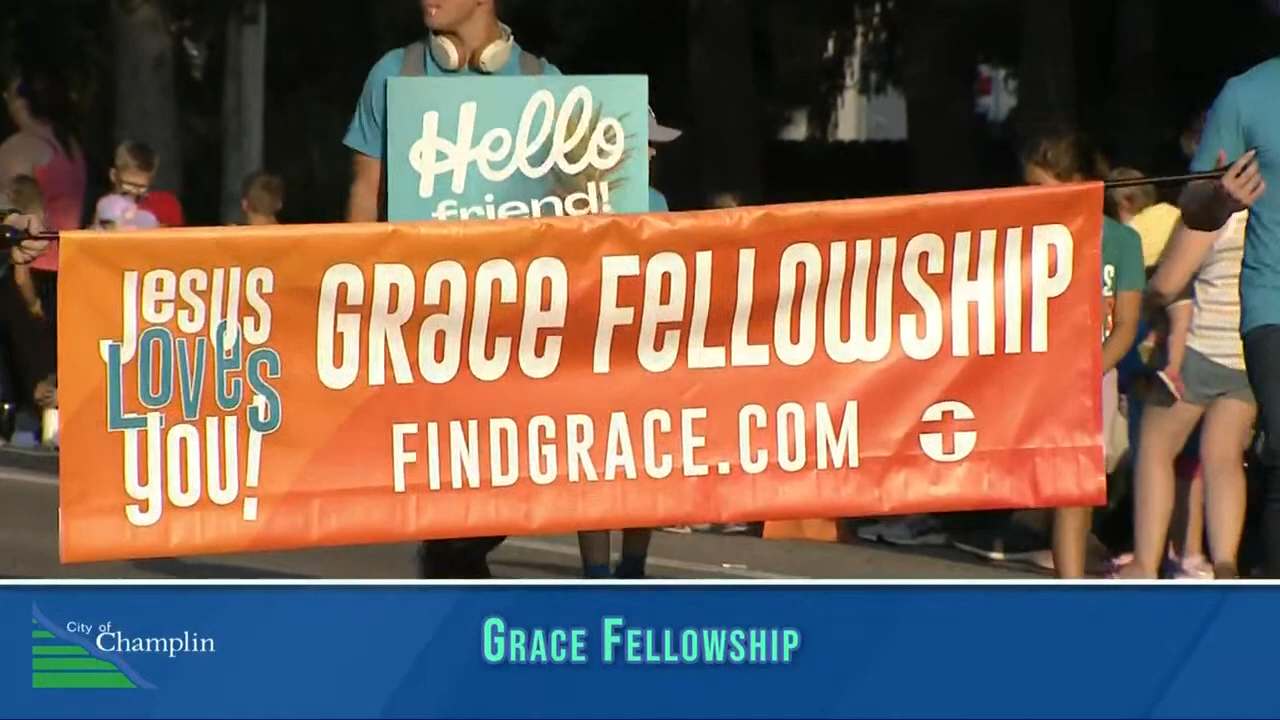 Hello
friend!
Jesus
Loves
you!
GRACE FELLOWSHIP
FINDGRACE.COM
City of
Champlin
GRACE FELLOWSHIP